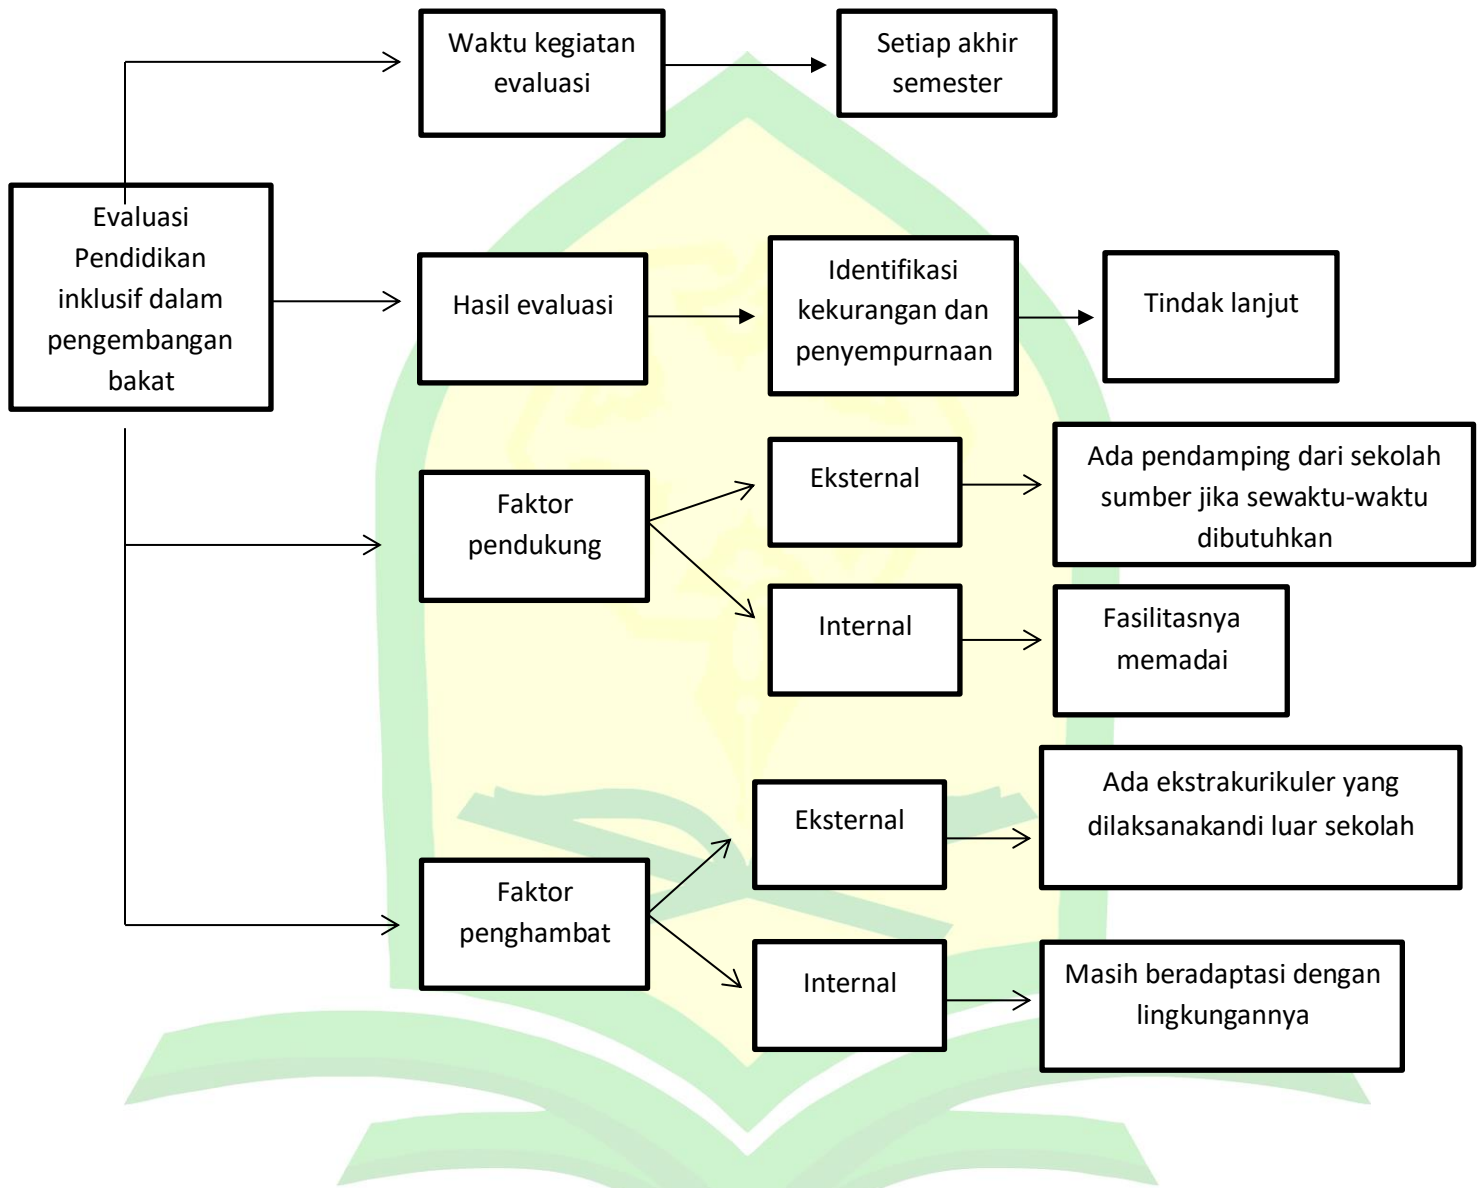 Waktu kegiatan
evaluasi
Setiap akhir
semester
Evaluasi
Pendidikan
inklusif dalam
pengembangan
bakat
Hasil evaluasi
Identifikasi
kekurangan dan
penyempurnaan
Tindak lanjut
Faktor
pendukung
Eksternal
Ada pendamping dari sekolah
sumber jika sewaktu-waktu
dibutuhkan
Internal
Fasilitasnya
memadai
Faktor
penghambat
Eksternal
Ada ekstrakurikuler yang
dilaksanakandi luar sekolah
Internal
Masih beradaptasi dengan
lingkungannya